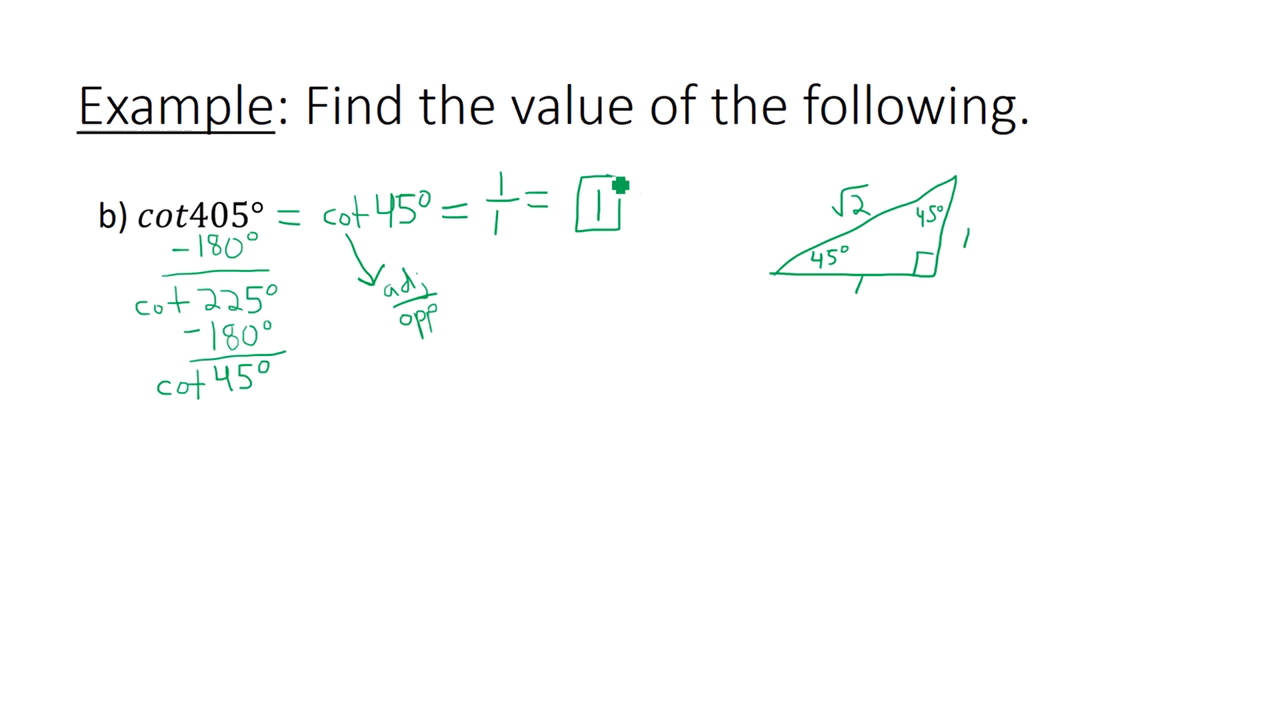 Example: Find the value of the following.
b) cot405° = cot 45° = 1/1 = 1
-180°
cot 225°
-180°
cot 45°
adj
opp
√2
45°
45°
1
1